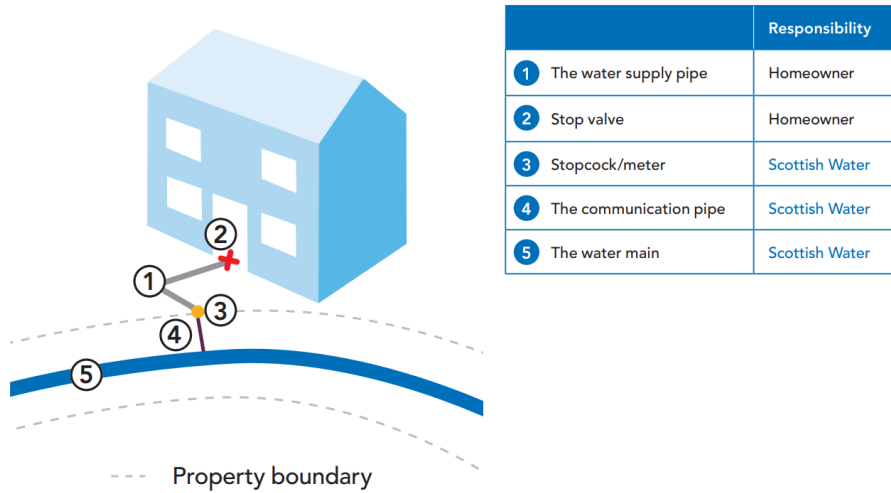 Responsibility
1 The water supply pipe Homeowner
2 Stop valve Homeowner
3 Stopcock/meter Scottish Water
4 The communication pipe Scottish Water
5 The water main Scottish Water
2
1
3
4
5
Property boundary